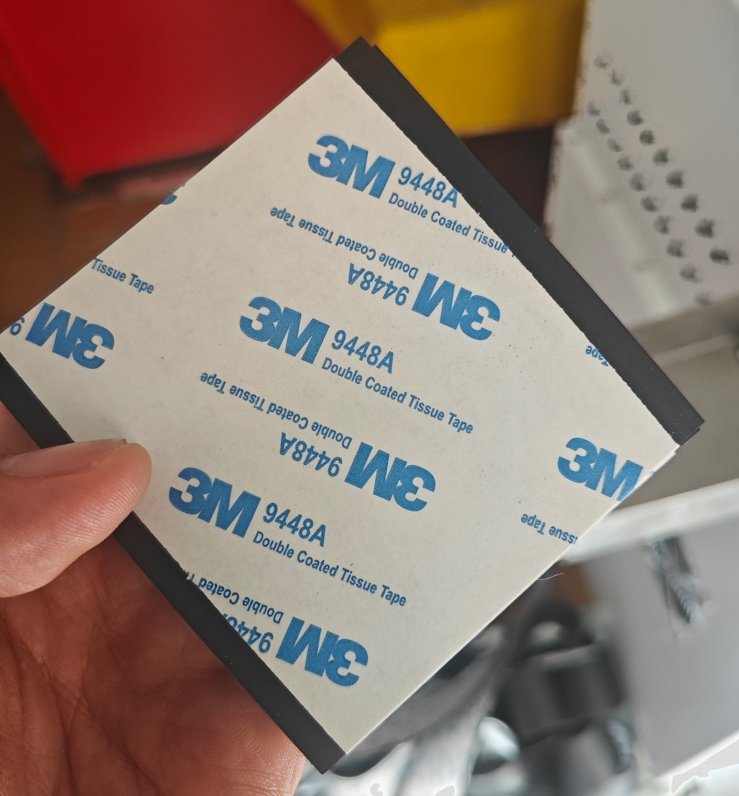 3M 9448A
Double Coated Tissue
3M 9448A
Double Coated Tissue Tape
Tissue Tape
3M 9
3M 9448A
Double Coated Tissue Tape
Tape
3M 9448A
Double Coated Tissue Tape
3M
Tape
3M 9448A
Double Coated Tissue Tape
3M 944
Double Coated